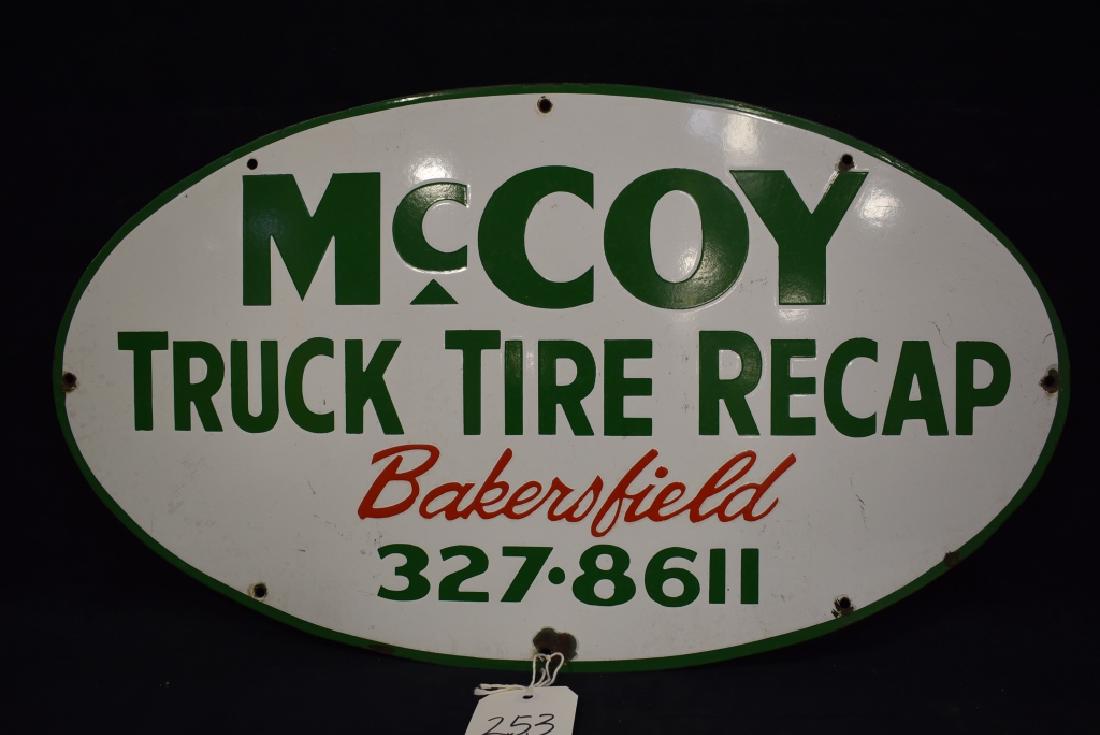 McCOY
TRUCK TIRE RECAP
Bakersfield
327·8611
253